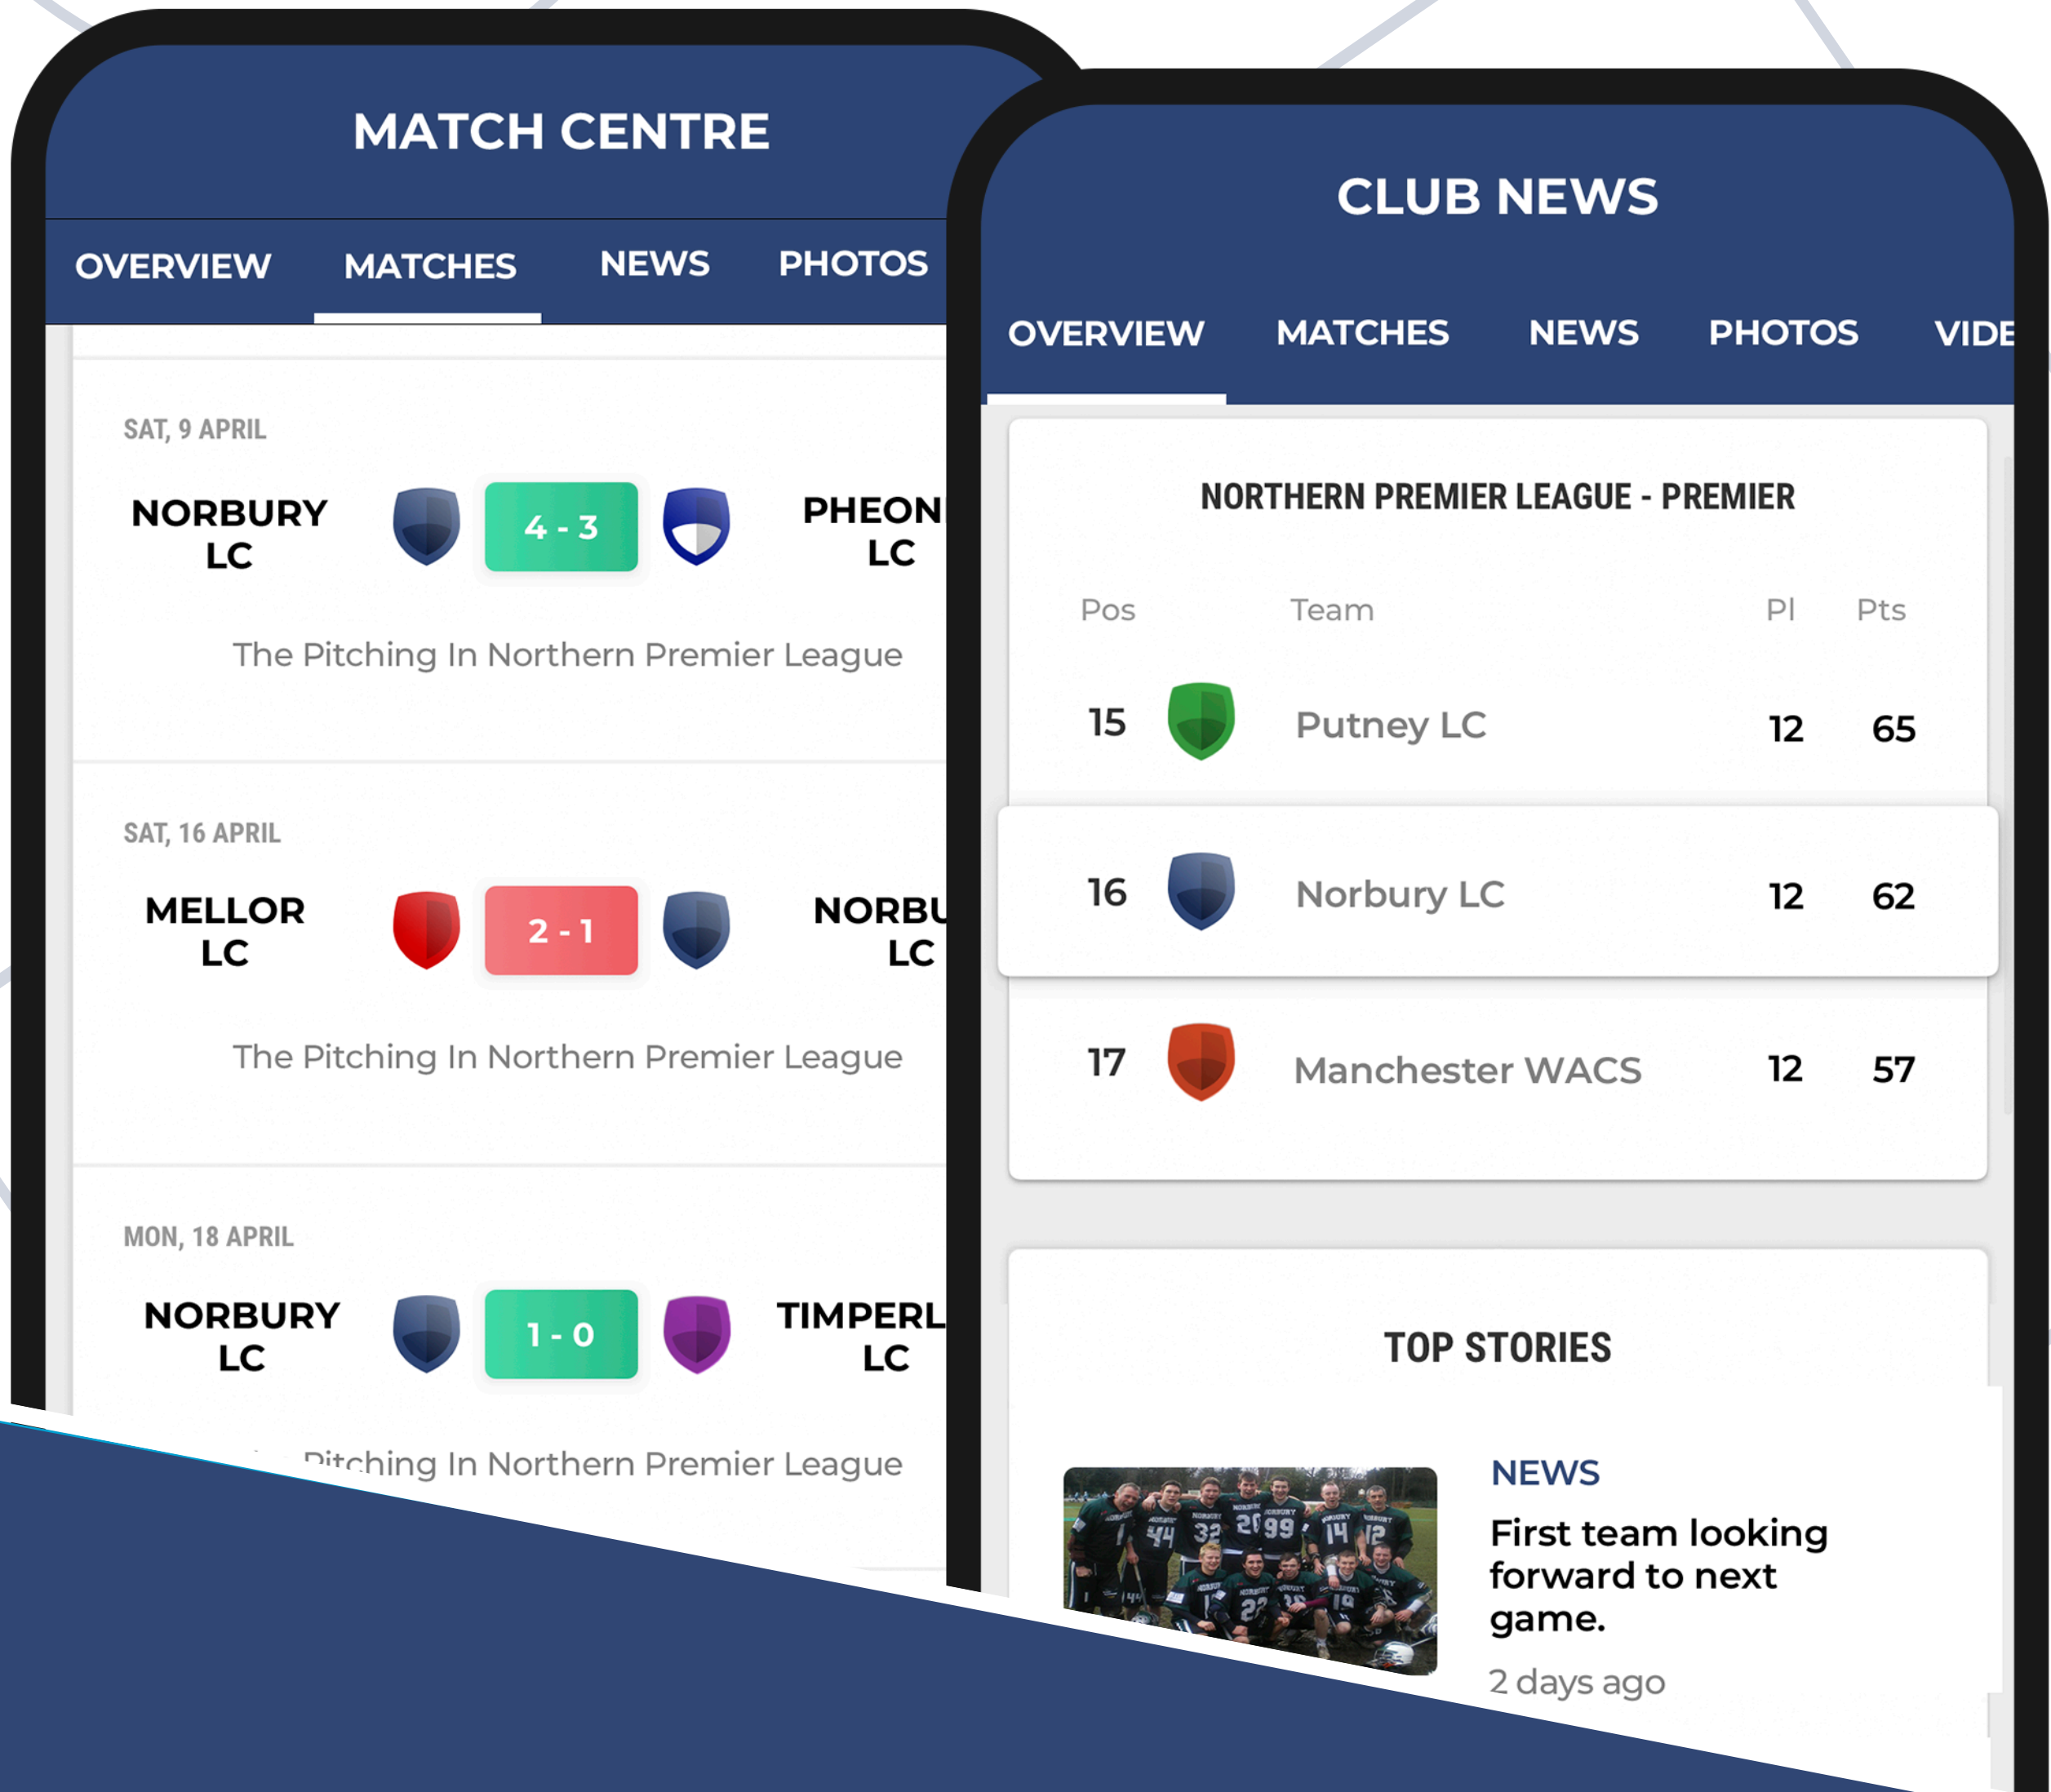 MATCH CENTRE
OVERVIEW MATCHES NEWS PHOTOS
SAT, 9 APRIL
NORBURY LC 4 - 3 PHEON LC
The Pitching In Northern Premier League
SAT, 16 APRIL
MELLOR LC 2 - 1 NORBU LC
The Pitching In Northern Premier League
MON, 18 APRIL
NORBURY LC 1 - 0 TIMPERL LC
Pitching In Northern Premier League
CLUB NEWS
OVERVIEW MATCHES NEWS PHOTOS VIDE
NORTHERN PREMIER LEAGUE - PREMIER
Pos Team Pl Pts
15 Putney LC 12 65
16 Norbury LC 12 62
17 Manchester WACS 12 57
TOP STORIES
NEWS
First team looking
forward to next
game.
2 days ago